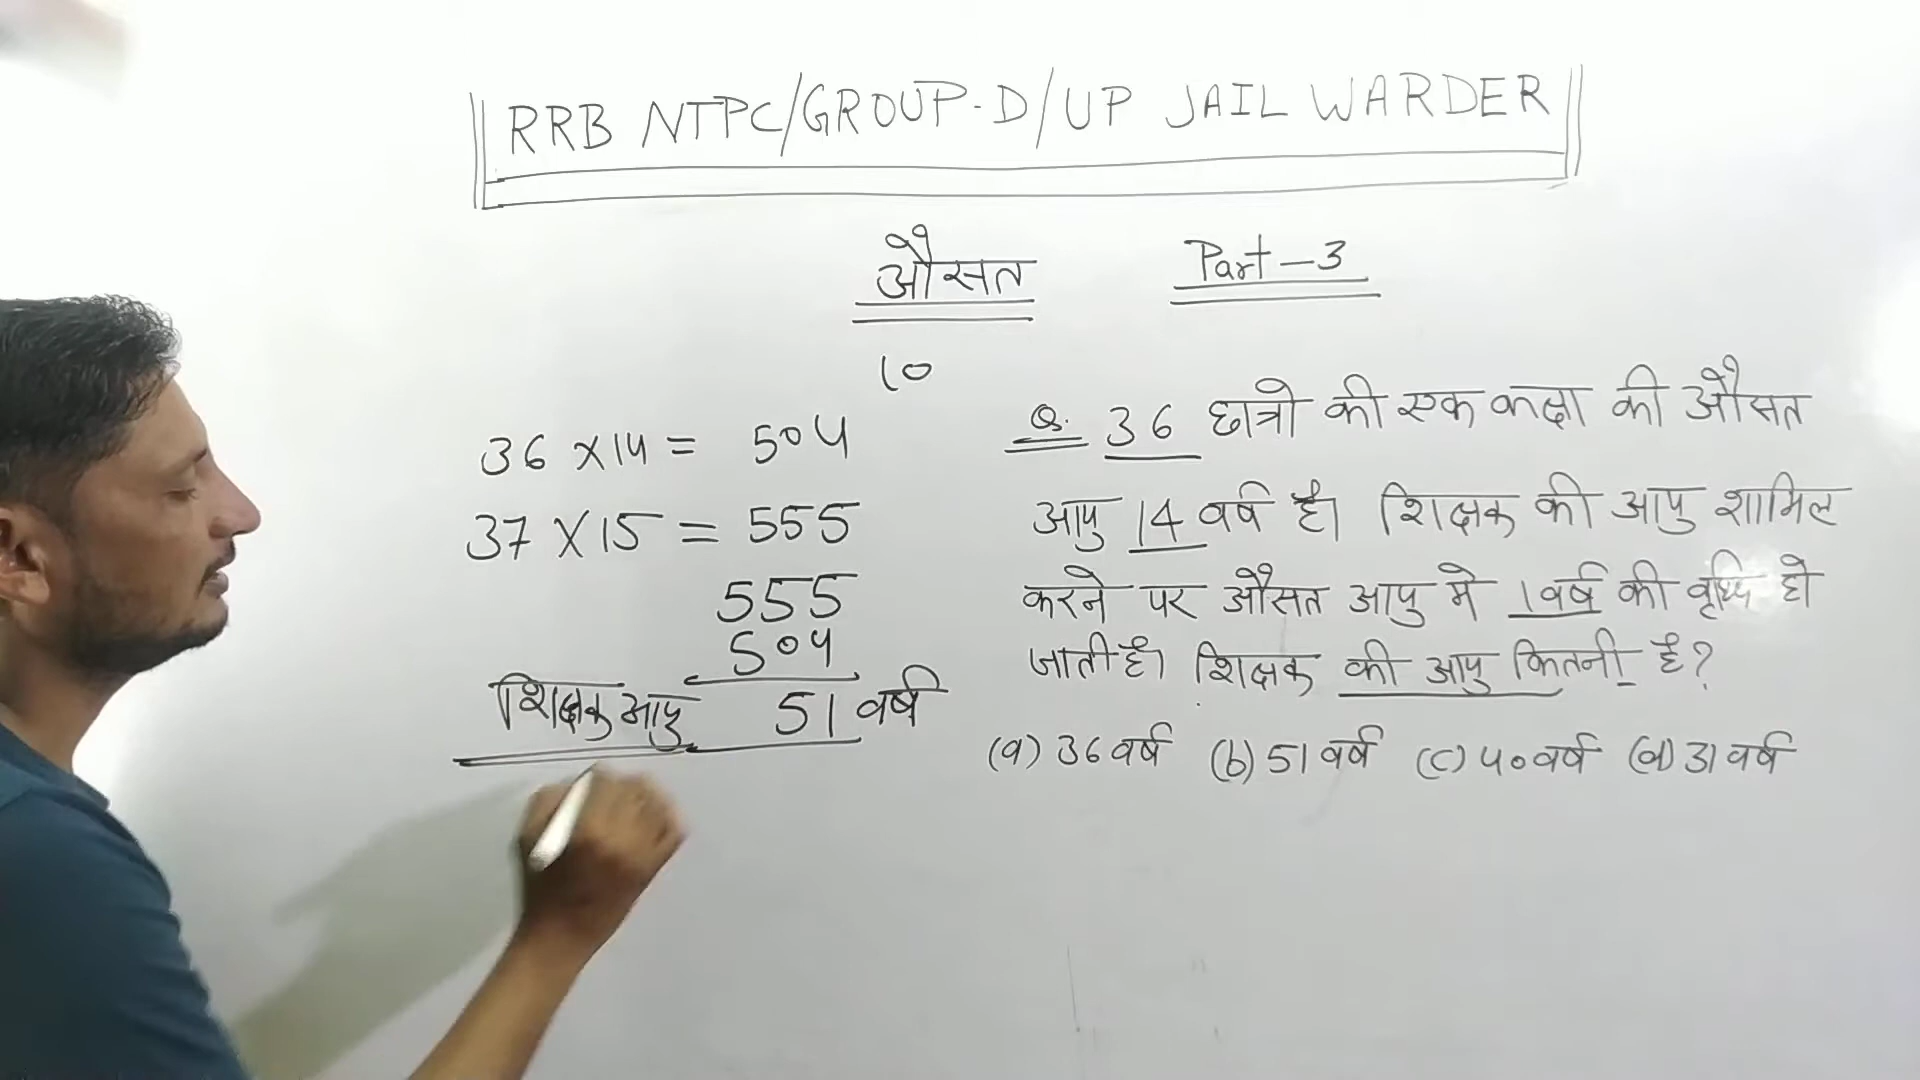 RRB NTPC/GROUP-D/UP JAIL WARDER
औसत Part-3
10
36 × 14 = 504
37 × 15 = 555
555
504
शिक्षक आयु 51 वर्ष
Q. 36 छात्रो की एक कक्षा की औसत
आयु 14 वर्ष है। शिक्षक की आयु शामिल
करने पर औसत आयु मे 1 वर्ष की वृध्दि हो
जाती है। शिक्षक की आयु कितनी है?
(a) 36 वर्ष (b) 51 वर्ष (c) 40 वर्ष (d) 31 वर्ष